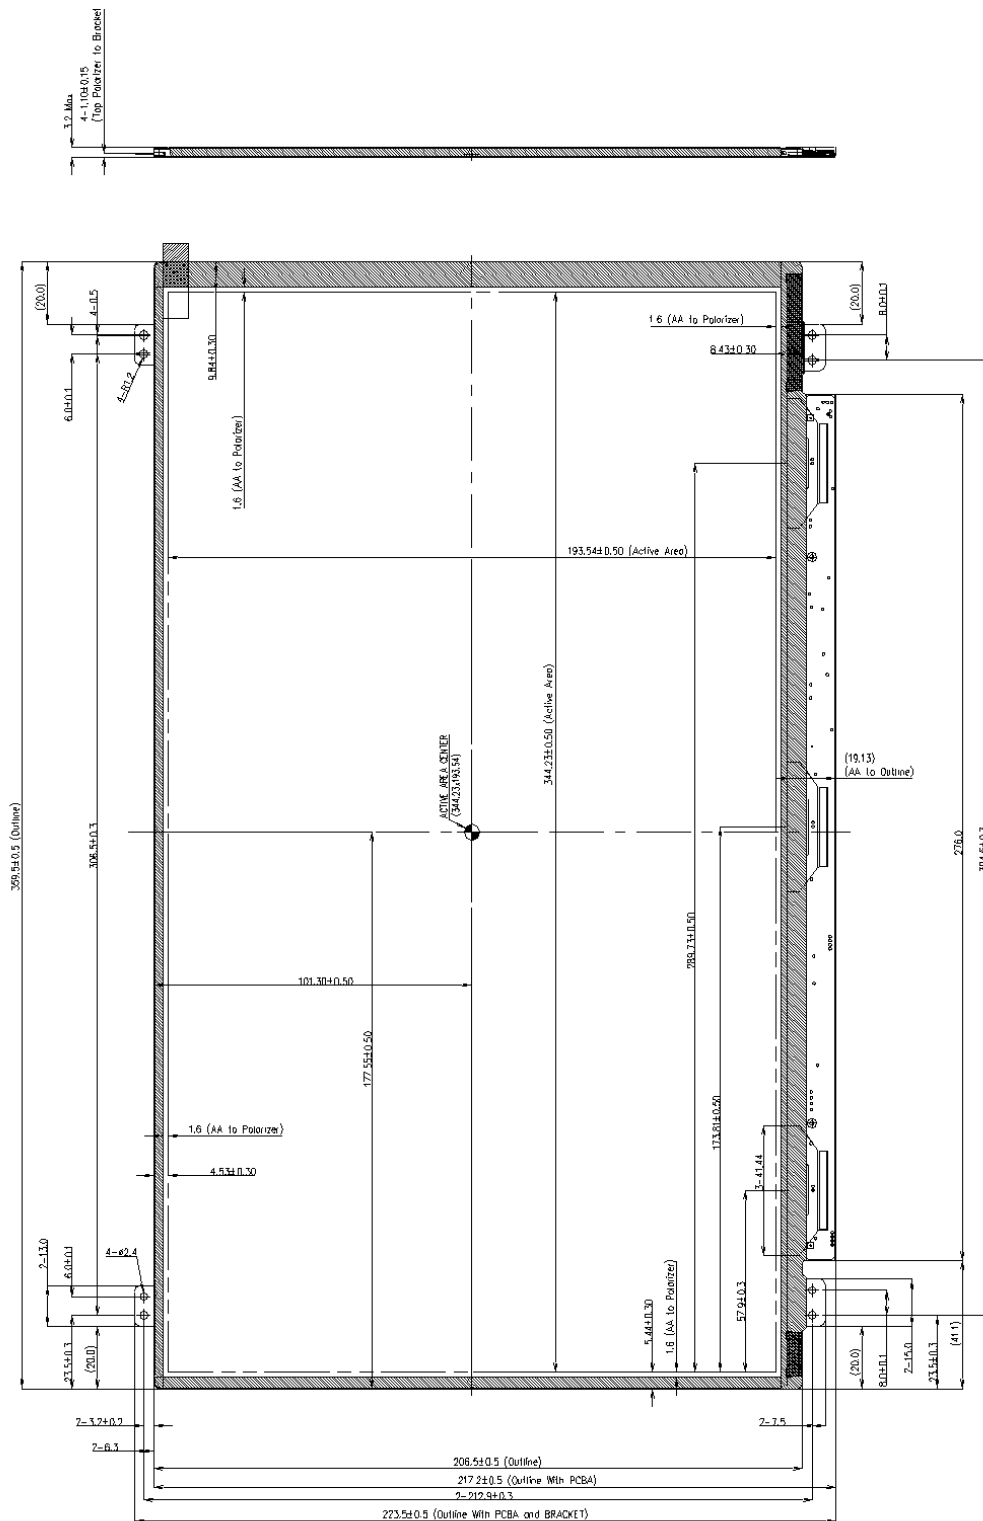 3.2 Max
4-1.10±0.15
(Top Polarizer to Bracket)
(20.0)
4-0.5
6.0±0.1
4-R1.2
9.84±0.30
1.6 (AA to Polarizer)
1.6 (AA to Polarizer)
8.43±0.30
(20.0)
8.0±0.1
193.54±0.50 (Active Area)
344.23±0.50 (Active Area)
ACTIVE AREA CENTER
(344.23x193.54)
(19.13)
(AA to Outline)
359.5±0.5 (Outline)
306.5±0.3
276.0
289.73±0.50
101.30±0.50
177.55±0.50
173.81±0.50
1.6 (AA to Polarizer)
4.53±0.30
3-41.44
57.9±0.3
2-13.0
6.0±0.1
4-ø2.4
23.5±0.3
(20.0)
5.44±0.30
1.6 (AA to Polarizer)
(20.0)
8.0±0.1
2-15.0
23.5±0.3
(41.1)
2-3.2±0.2
2-6.3
2-7.5
206.5±0.5 (Outline)
217.2±0.5 (Outline With PCBA)
2-212.9±0.3
223.5±0.5 (Outline With PCBA and BRACKET)